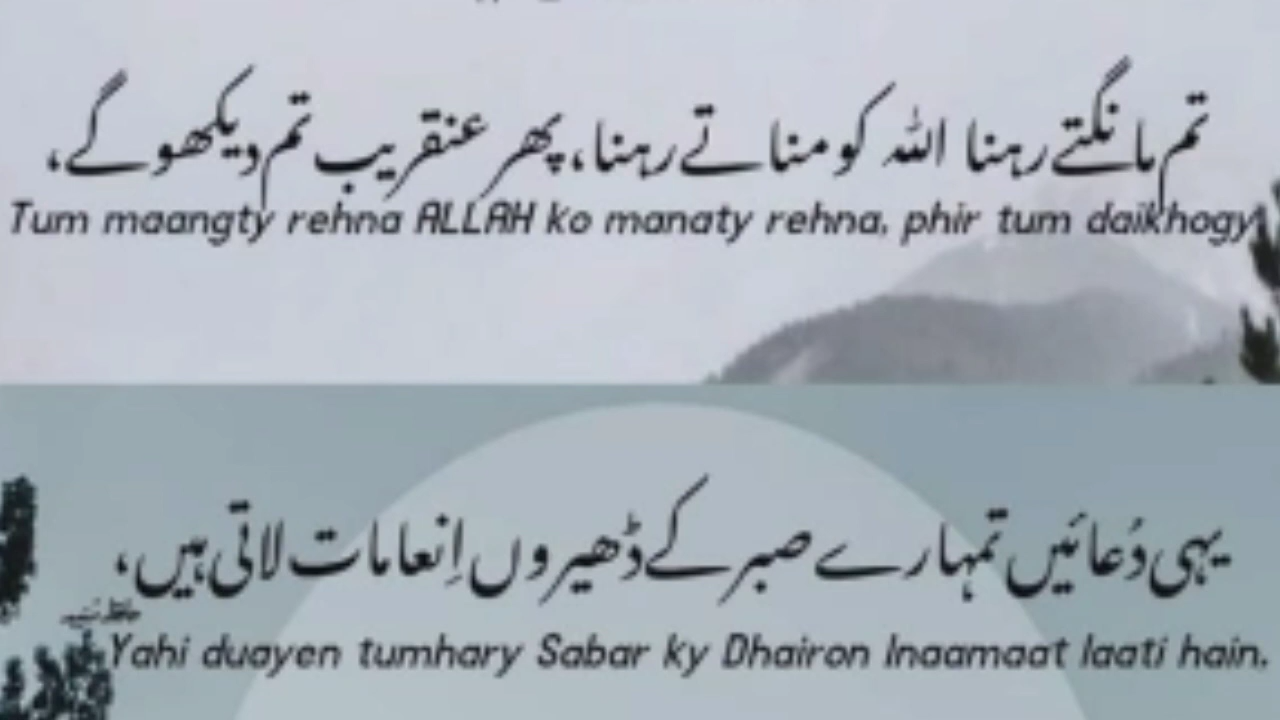 تم مانگتے رہنا اللہ کو مناتے رہنا، پھر عنقریب تم دیکھو گے،
Tum maangty rehna ALLAH ko manaty rehna, phir tum daikhogy
یہی دُعائیں تمہارے صبر کے ڈھیروں اِنعامات لاتی ہیں،
Yahi duayen tumhary Sabar ky Dhairon Inaamaat laati hain.